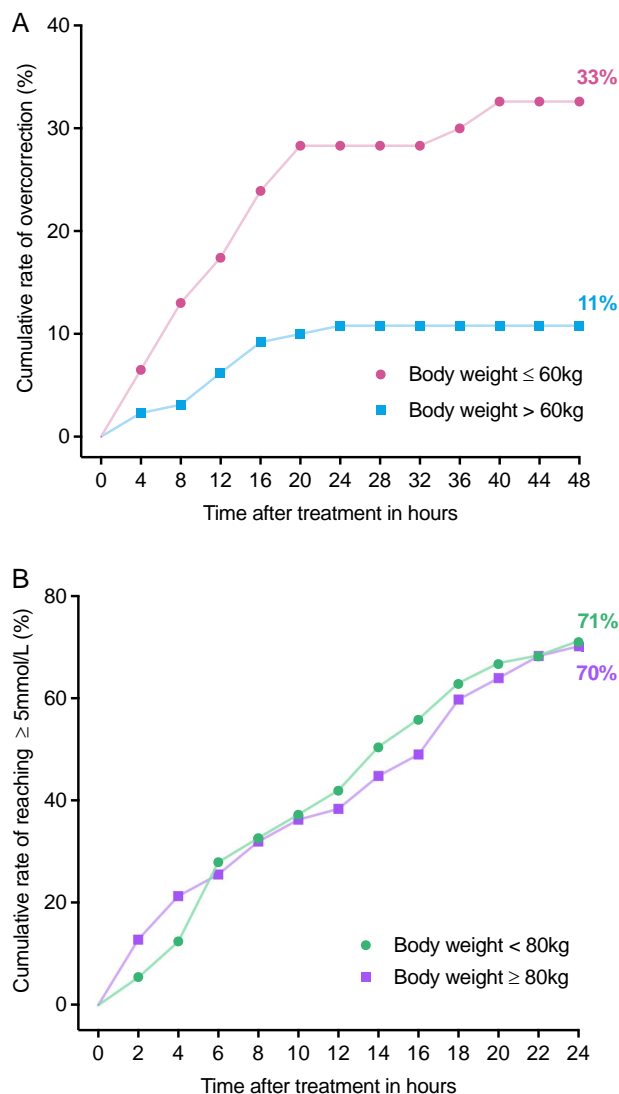 A
Cumulative rate of overcorrection (%)
40
30
20
10
0
33%
11%
Body weight ≤ 60kg
Body weight > 60kg
0 4 8 12 16 20 24 28 32 36 40 44 48
Time after treatment in hours
B
Cumulative rate of reaching ≥ 5mmol/L (%)
80
60
40
20
0
71%
70%
Body weight < 80kg
Body weight ≥ 80kg
0 2 4 6 8 10 12 14 16 18 20 22 24
Time after treatment in hours